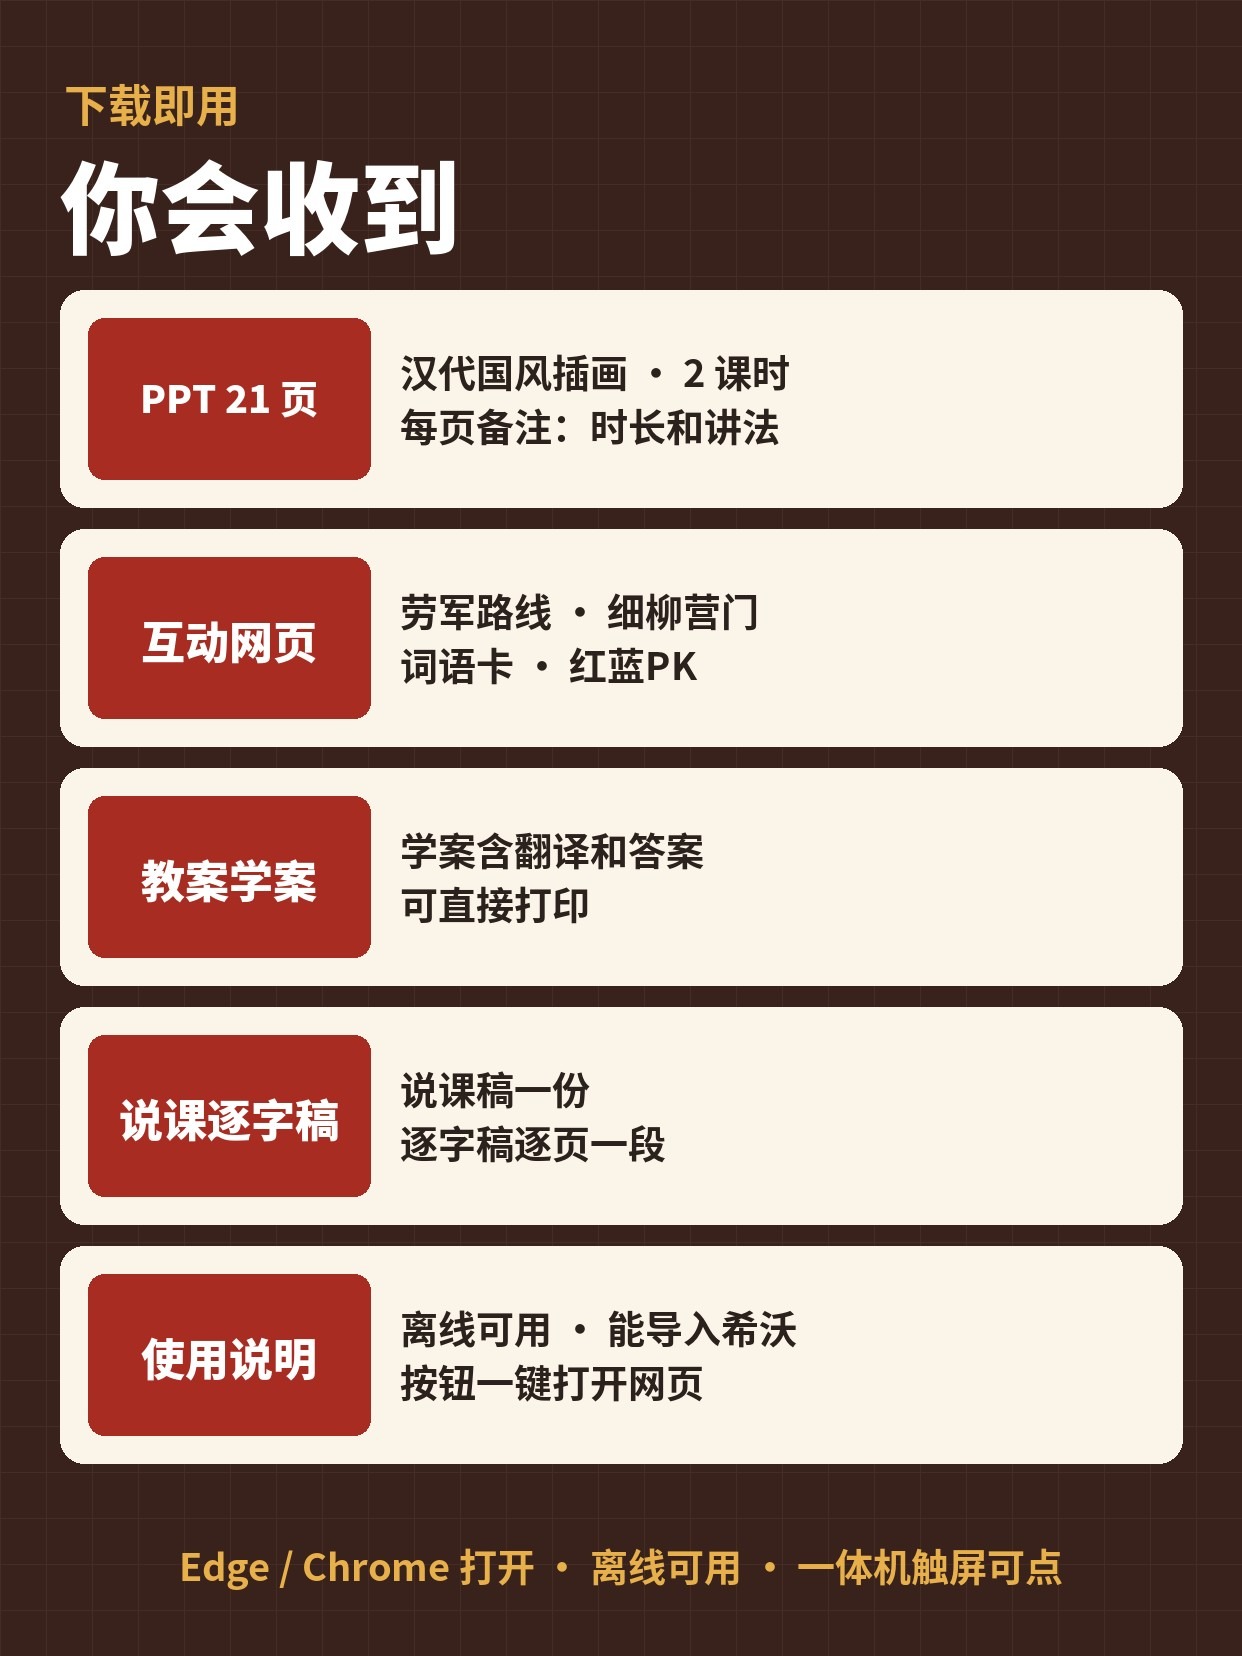 下载即用
你会收到
PPT 21 页
汉代国风插画 · 2 课时
每页备注：时长和讲法
互动网页
劳军路线 · 细柳营门
词语卡 · 红蓝PK
教案学案
学案含翻译和答案
可直接打印
说课逐字稿
说课稿一份
逐字稿逐页一段
使用说明
离线可用 · 能导入希沃
按钮一键打开网页
Edge / Chrome 打开 · 离线可用 · 一体机触屏可点